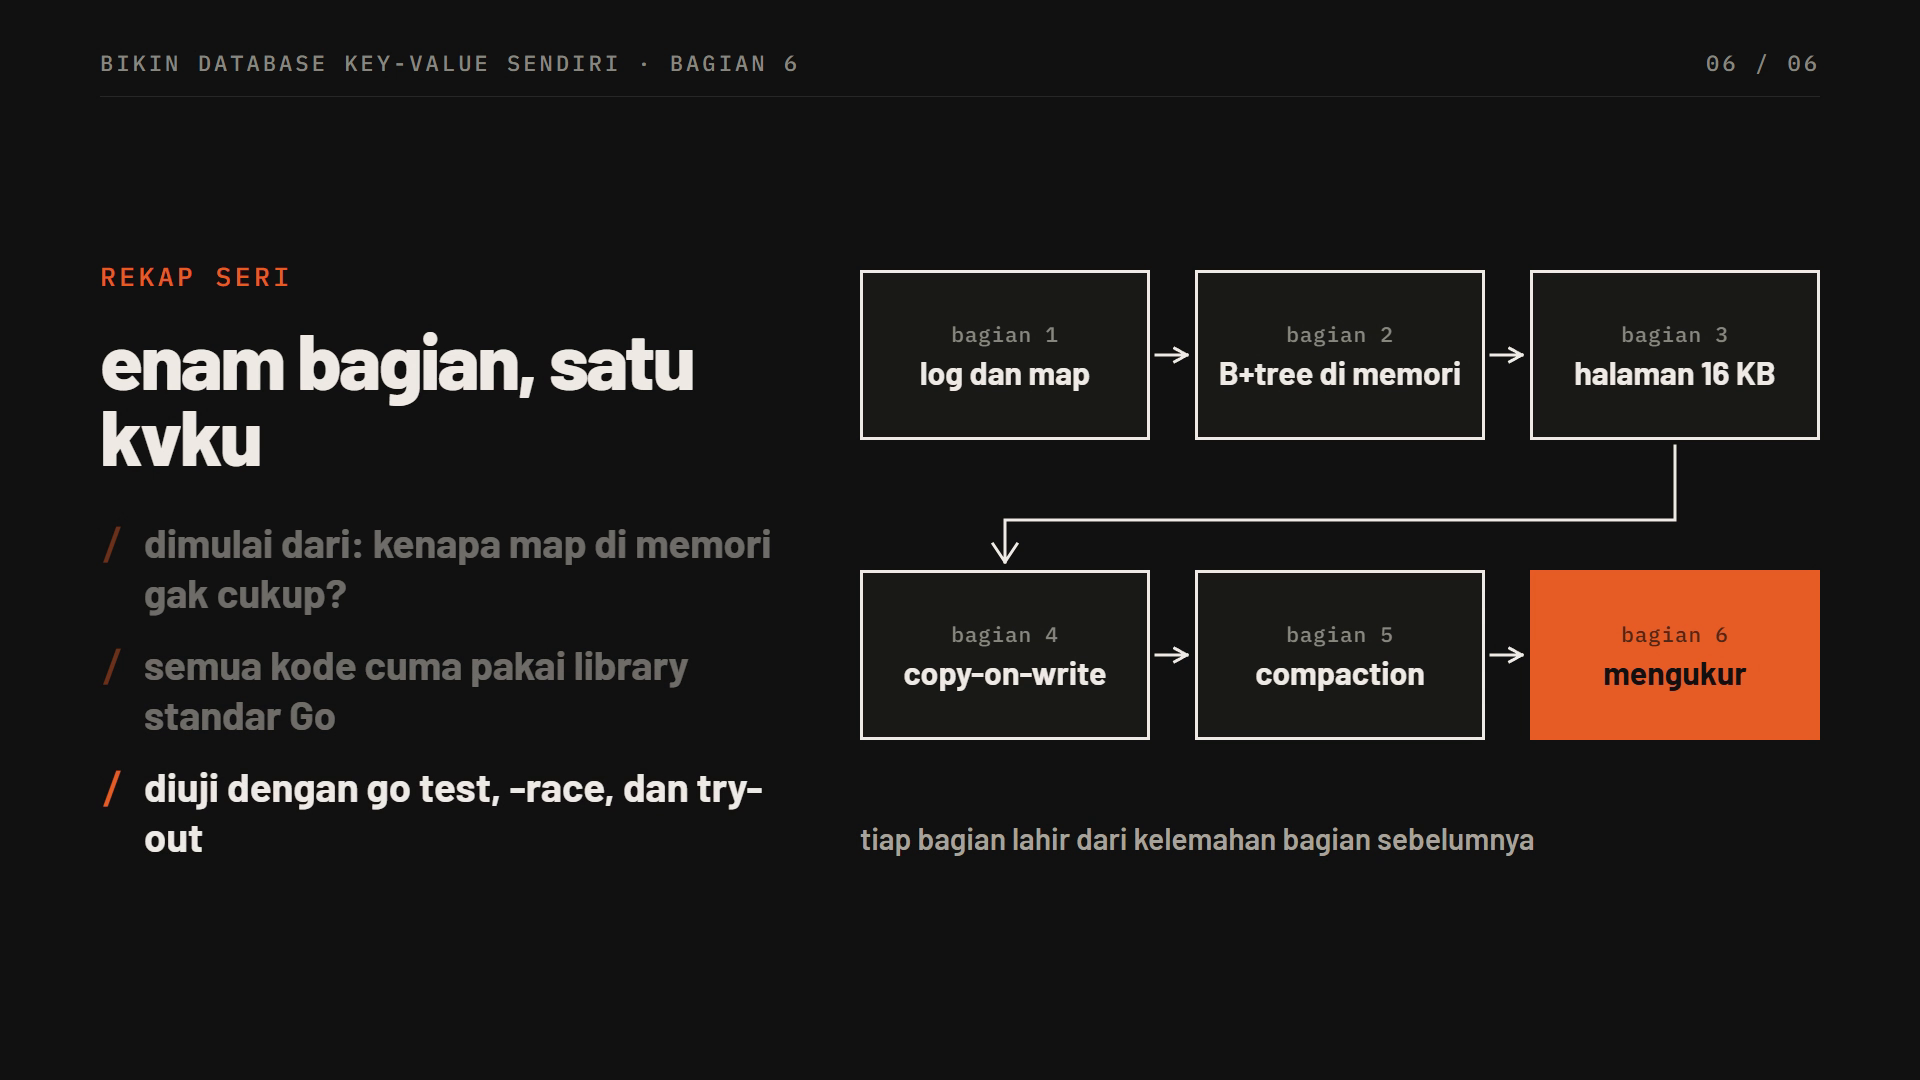 BIKIN DATABASE KEY-VALUE SENDIRI · BAGIAN 6
06 / 06
REKAP SERI
enam bagian, satu
kvku
/ dimulai dari: kenapa map di memori
gak cukup?
/ semua kode cuma pakai library
standar Go
/ diuji dengan go test, -race, dan try-
out
bagian 1
log dan map
bagian 2
B+tree di memori
bagian 3
halaman 16 KB
bagian 4
copy-on-write
bagian 5
compaction
bagian 6
mengukur
tiap bagian lahir dari kelemahan bagian sebelumnya